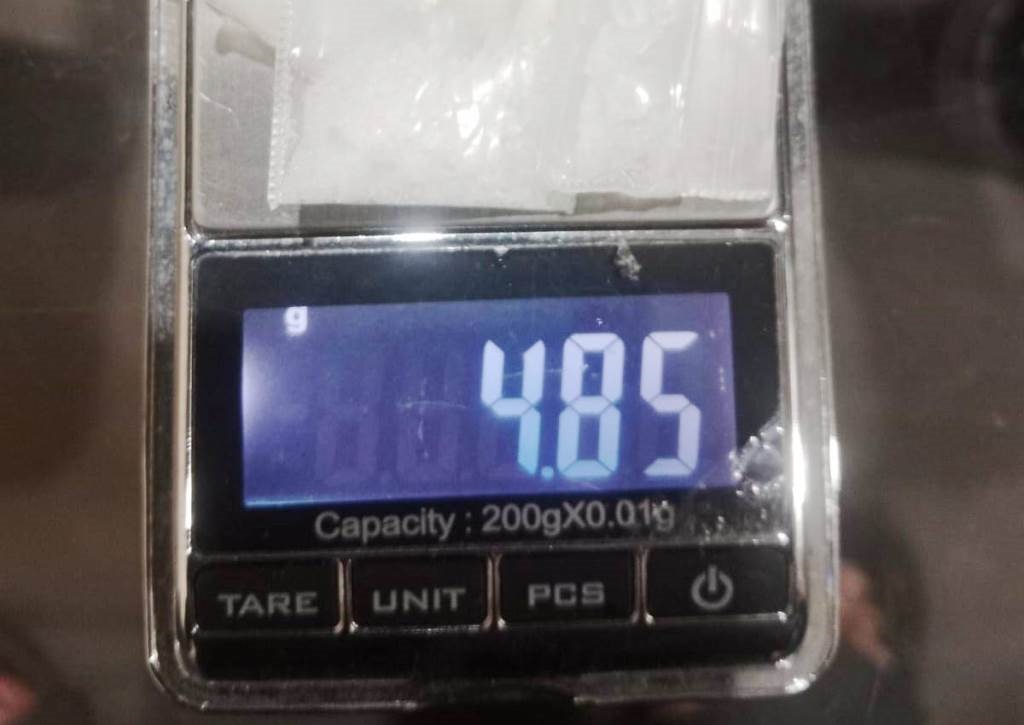 g
4.85
Capacity : 200gX0.01g
TARE UNIT PCS